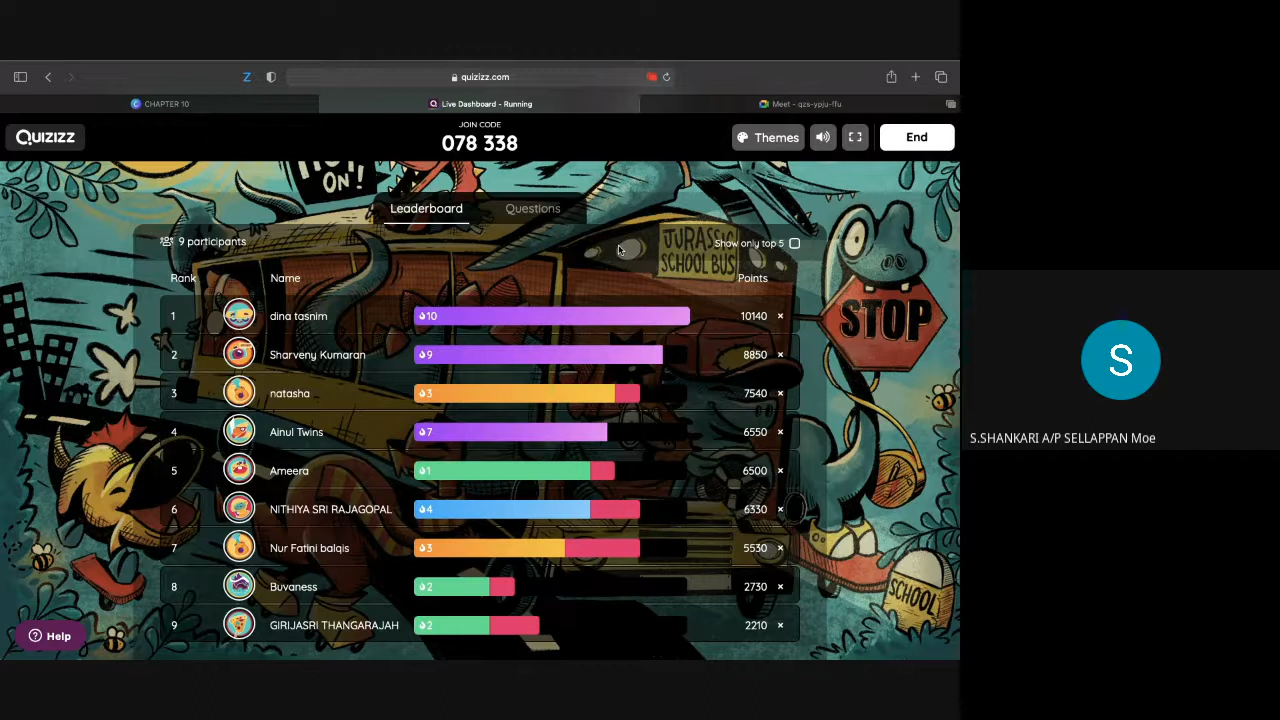 Z
quizizz.com
CHAPTER 10
Live Dashboard - Running
Meet - qzs-ypju-ffu
QUIZIZZ
JOIN CODE
078 338
Themes
End
ON!
Leaderboard
Questions
9 participants
Show only top 5
JURASSIC
SCHOOL BUS
Rank
Name
Points
1 dina tasnim 10 10140 ×
2 Sharveny Kumaran 9 8850 ×
3 natasha 3 7540 ×
4 Ainul Twins 7 6550 ×
5 Ameera 1 6500 ×
6 NITHIYA SRI RAJAGOPAL 4 6330 ×
7 Nur Fatini balqis 3 5530 ×
8 Buvaness 2 2730 ×
9 GIRIJASRI THANGARAJAH 2 2210 ×
STOP
SCHOOL
Help
S
S.SHANKARI A/P SELLAPPAN Moe